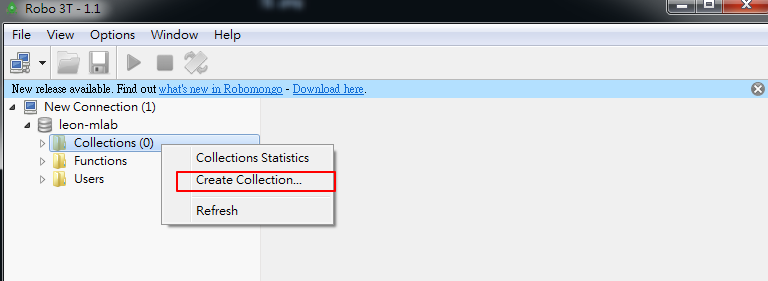 Robo 3T - 1.1
File View Options Window Help
New release available. Find out what's new in Robomongo - Download here.
New Connection (1)
leon-mlab
Collections (0)
Functions
Users
Collections Statistics
Create Collection...
Refresh